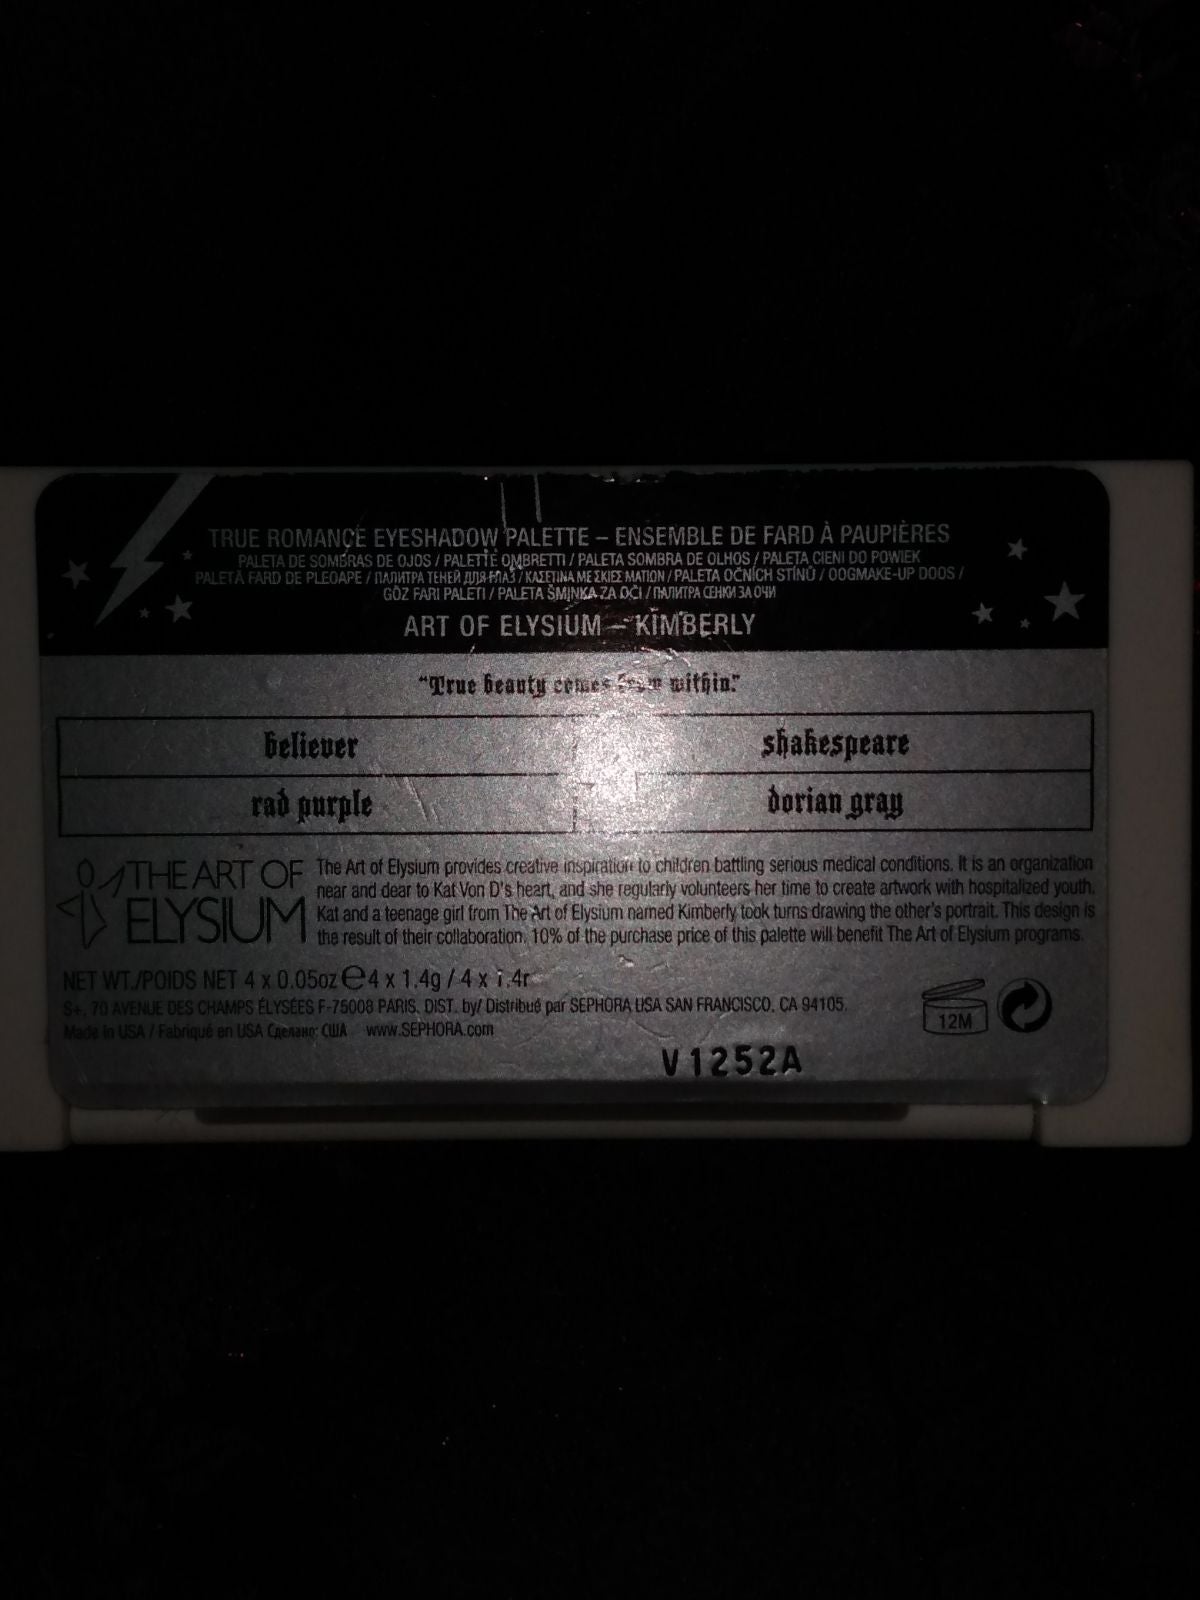 TRUE ROMANCE EYESHADOW PALETTE – ENSEMBLE DE FARD À PAUPIÈRES
PALETA DE SOMBRAS DE OJOS / PALETTE OMBRETTI / PALETA SOMBRA DE OLHOS / PALETA CIENI DO POWIEK
PALETĂ FARD DE PLEOAPE / ПАЛИТРА ТЕНЕЙ ДЛЯ ГЛАЗ / ΚΑΣΕΤΙΝΑ ΜΕ ΣΚΙΕΣ ΜΑΤΙΩΝ / PALETA OČNÍCH STÍNŮ / OOGMAKE-UP DOOS /
GÖZ FARI PALETI / PALETA ŠMINKA ZA OČI / ПАЛИТРА СЕНКИ ЗА ОЧИ
ART OF ELYSIUM – KIMBERLY
"True beauty comes from within."
believer
shakespeare
rad purple
dorian gray
THE ART OF
ELYSIUM
The Art of Elysium provides creative inspiration to children battling serious medical conditions. It is an organization
near and dear to Kat Von D's heart, and she regularly volunteers her time to create artwork with hospitalized youth.
Kat and a teenage girl from The Art of Elysium named Kimberly took turns drawing the other's portrait. This design is
the result of their collaboration. 10% of the purchase price of this palette will benefit The Art of Elysium programs.
NET WT./POIDS NET 4 x 0.05oz ℮ 4 x 1.4g / 4 x 1.4г
S+, 70 AVENUE DES CHAMPS ÉLYSÉES F-75008 PARIS. DIST. by/ Distribué par SEPHORA USA SAN FRANCISCO, CA 94105.
Made in USA / Fabriqué en USA Сделано: США www.SEPHORA.com
12M
V1252A